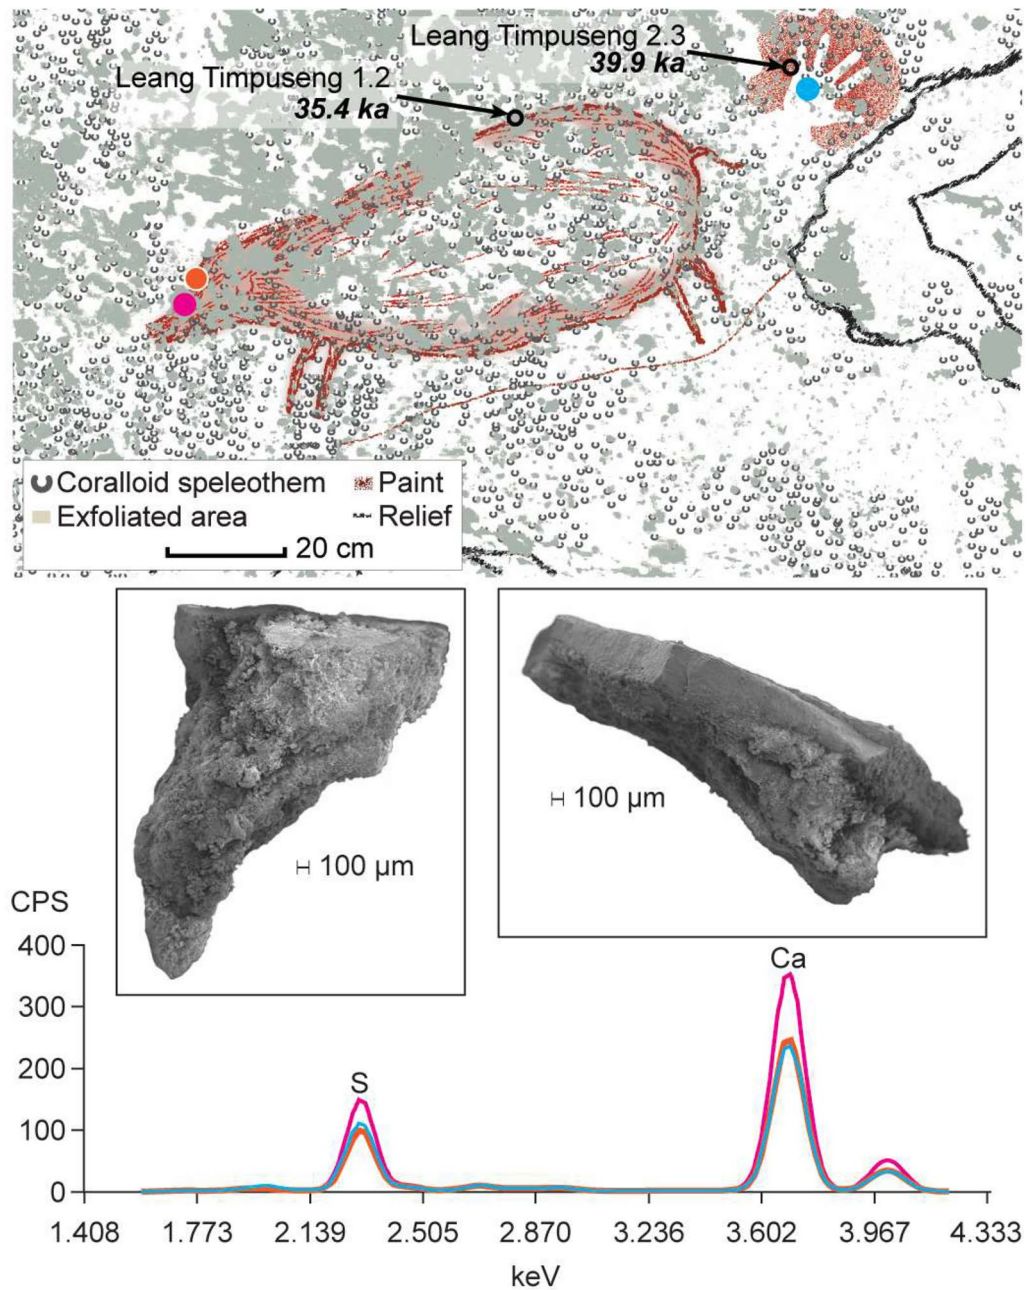 Leang Timpuseng 2.3
39.9 ka
Leang Timpuseng 1.2
35.4 ka
Coralloid speleothem
Paint
Exfoliated area
Relief
20 cm
100 µm
100 µm
CPS
400
300
200
100
0
S
Ca
1.408 1.773 2.139 2.505 2.870 3.236 3.602 3.967 4.333
keV